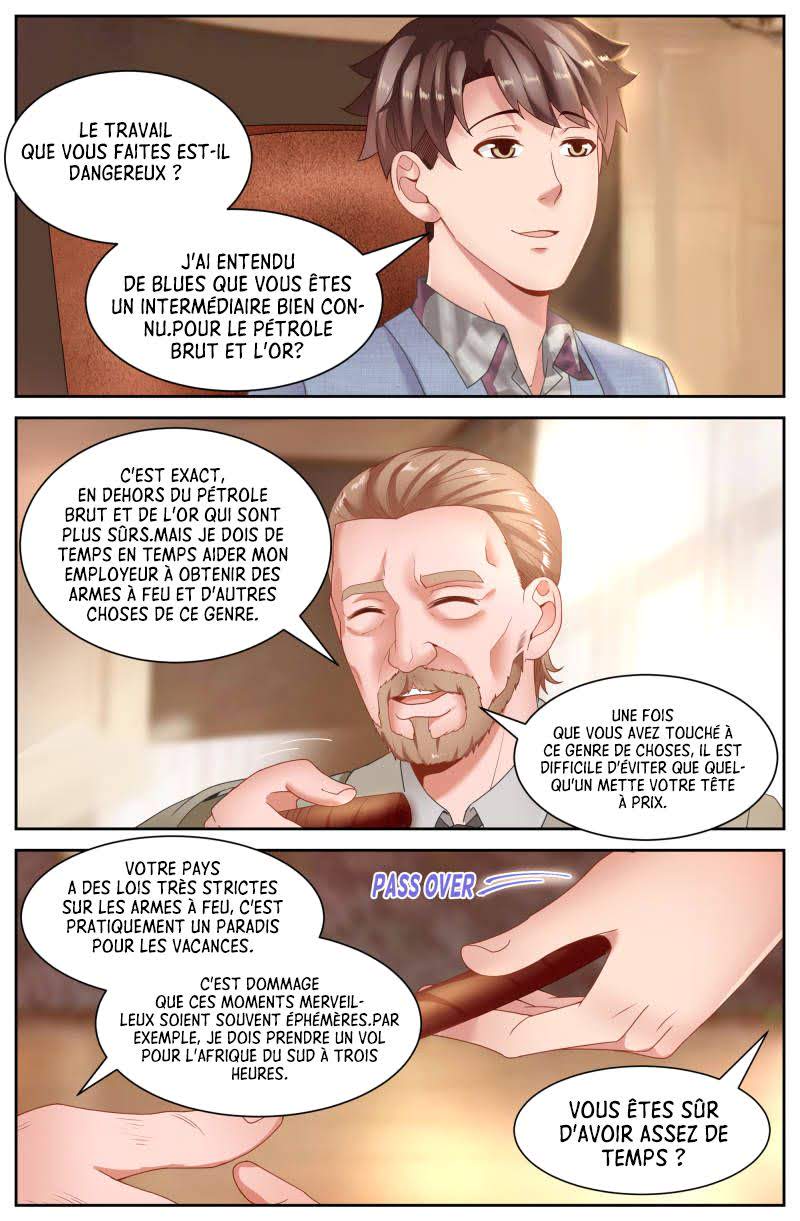 LE TRAVAIL
QUE VOUS FAITES EST-IL
DANGEREUX ?
J'AI ENTENDU
DE BLUES QUE VOUS ÊTES
UN INTERMÉDIAIRE BIEN CON-
NU.POUR LE PÉTROLE
BRUT ET L'OR?
C'EST EXACT,
EN DEHORS DU PÉTROLE
BRUT ET DE L'OR QUI SONT
PLUS SÛRS.MAIS JE DOIS DE
TEMPS EN TEMPS AIDER MON
EMPLOYEUR À OBTENIR DES
ARMES À FEU ET D'AUTRES
CHOSES DE CE GENRE.
UNE FOIS
QUE VOUS AVEZ TOUCHÉ À
CE GENRE DE CHOSES, IL EST
DIFFICILE D'ÉVITER QUE QUEL-
QU'UN METTE VOTRE TÊTE
À PRIX.
VOTRE PAYS
A DES LOIS TRÈS STRICTES
SUR LES ARMES À FEU, C'EST
PRATIQUEMENT UN PARADIS
POUR LES VACANCES.
PASS OVER
C'EST DOMMAGE
QUE CES MOMENTS MERVEIL-
LEUX SOIENT SOUVENT ÉPHÉMÈRES.PAR
EXEMPLE, JE DOIS PRENDRE UN VOL
POUR L'AFRIQUE DU SUD À TROIS
HEURES.
VOUS ÊTES SÛR
D'AVOIR ASSEZ DE
TEMPS ?